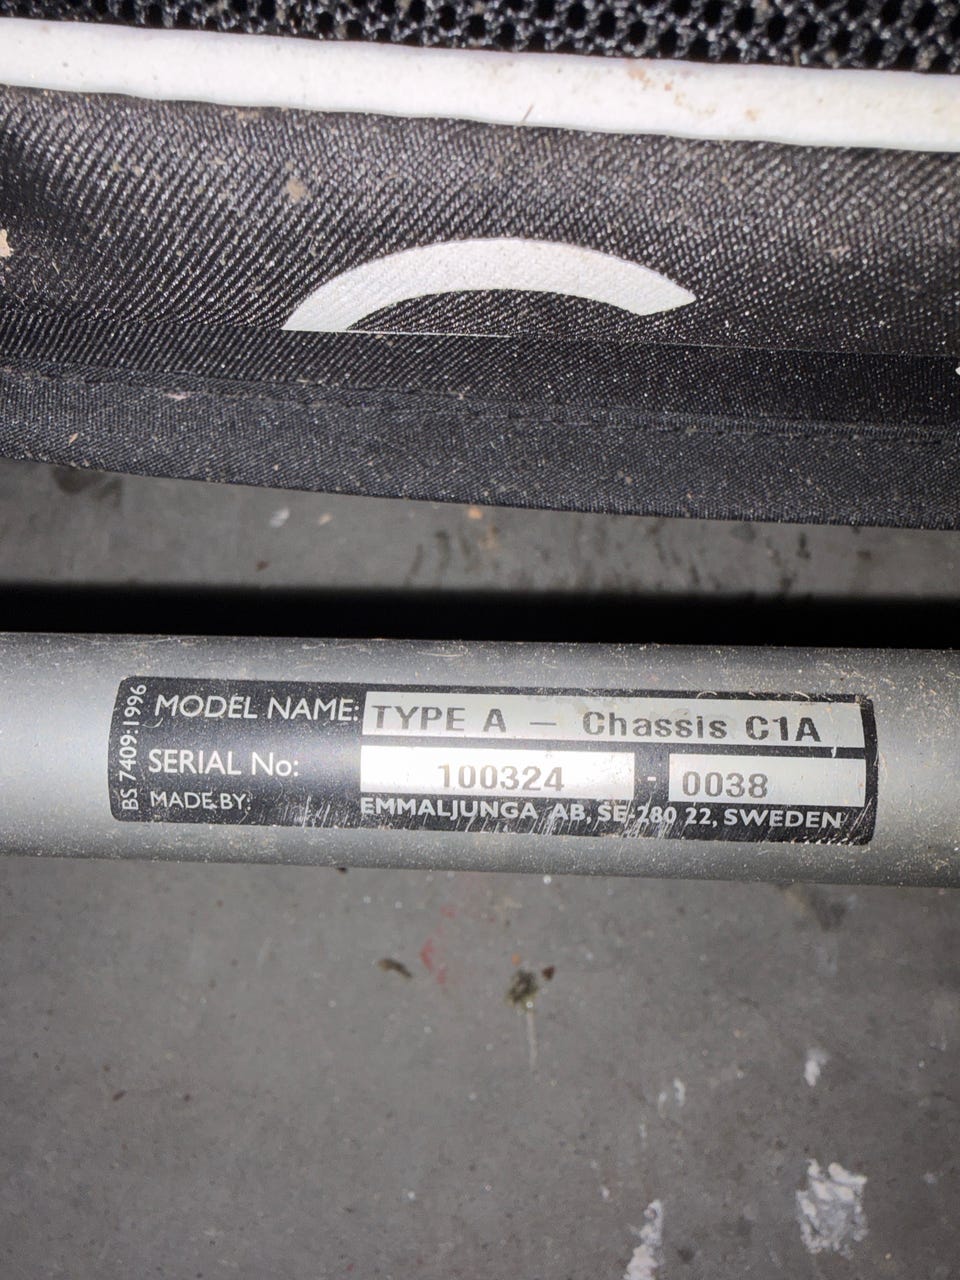 BS 7409:1996
MODEL NAME: TYPE A – Chassis C1A
SERIAL No: 100324 - 0038
MADE BY: EMMALJUNGA AB, SE-280 22, SWEDEN